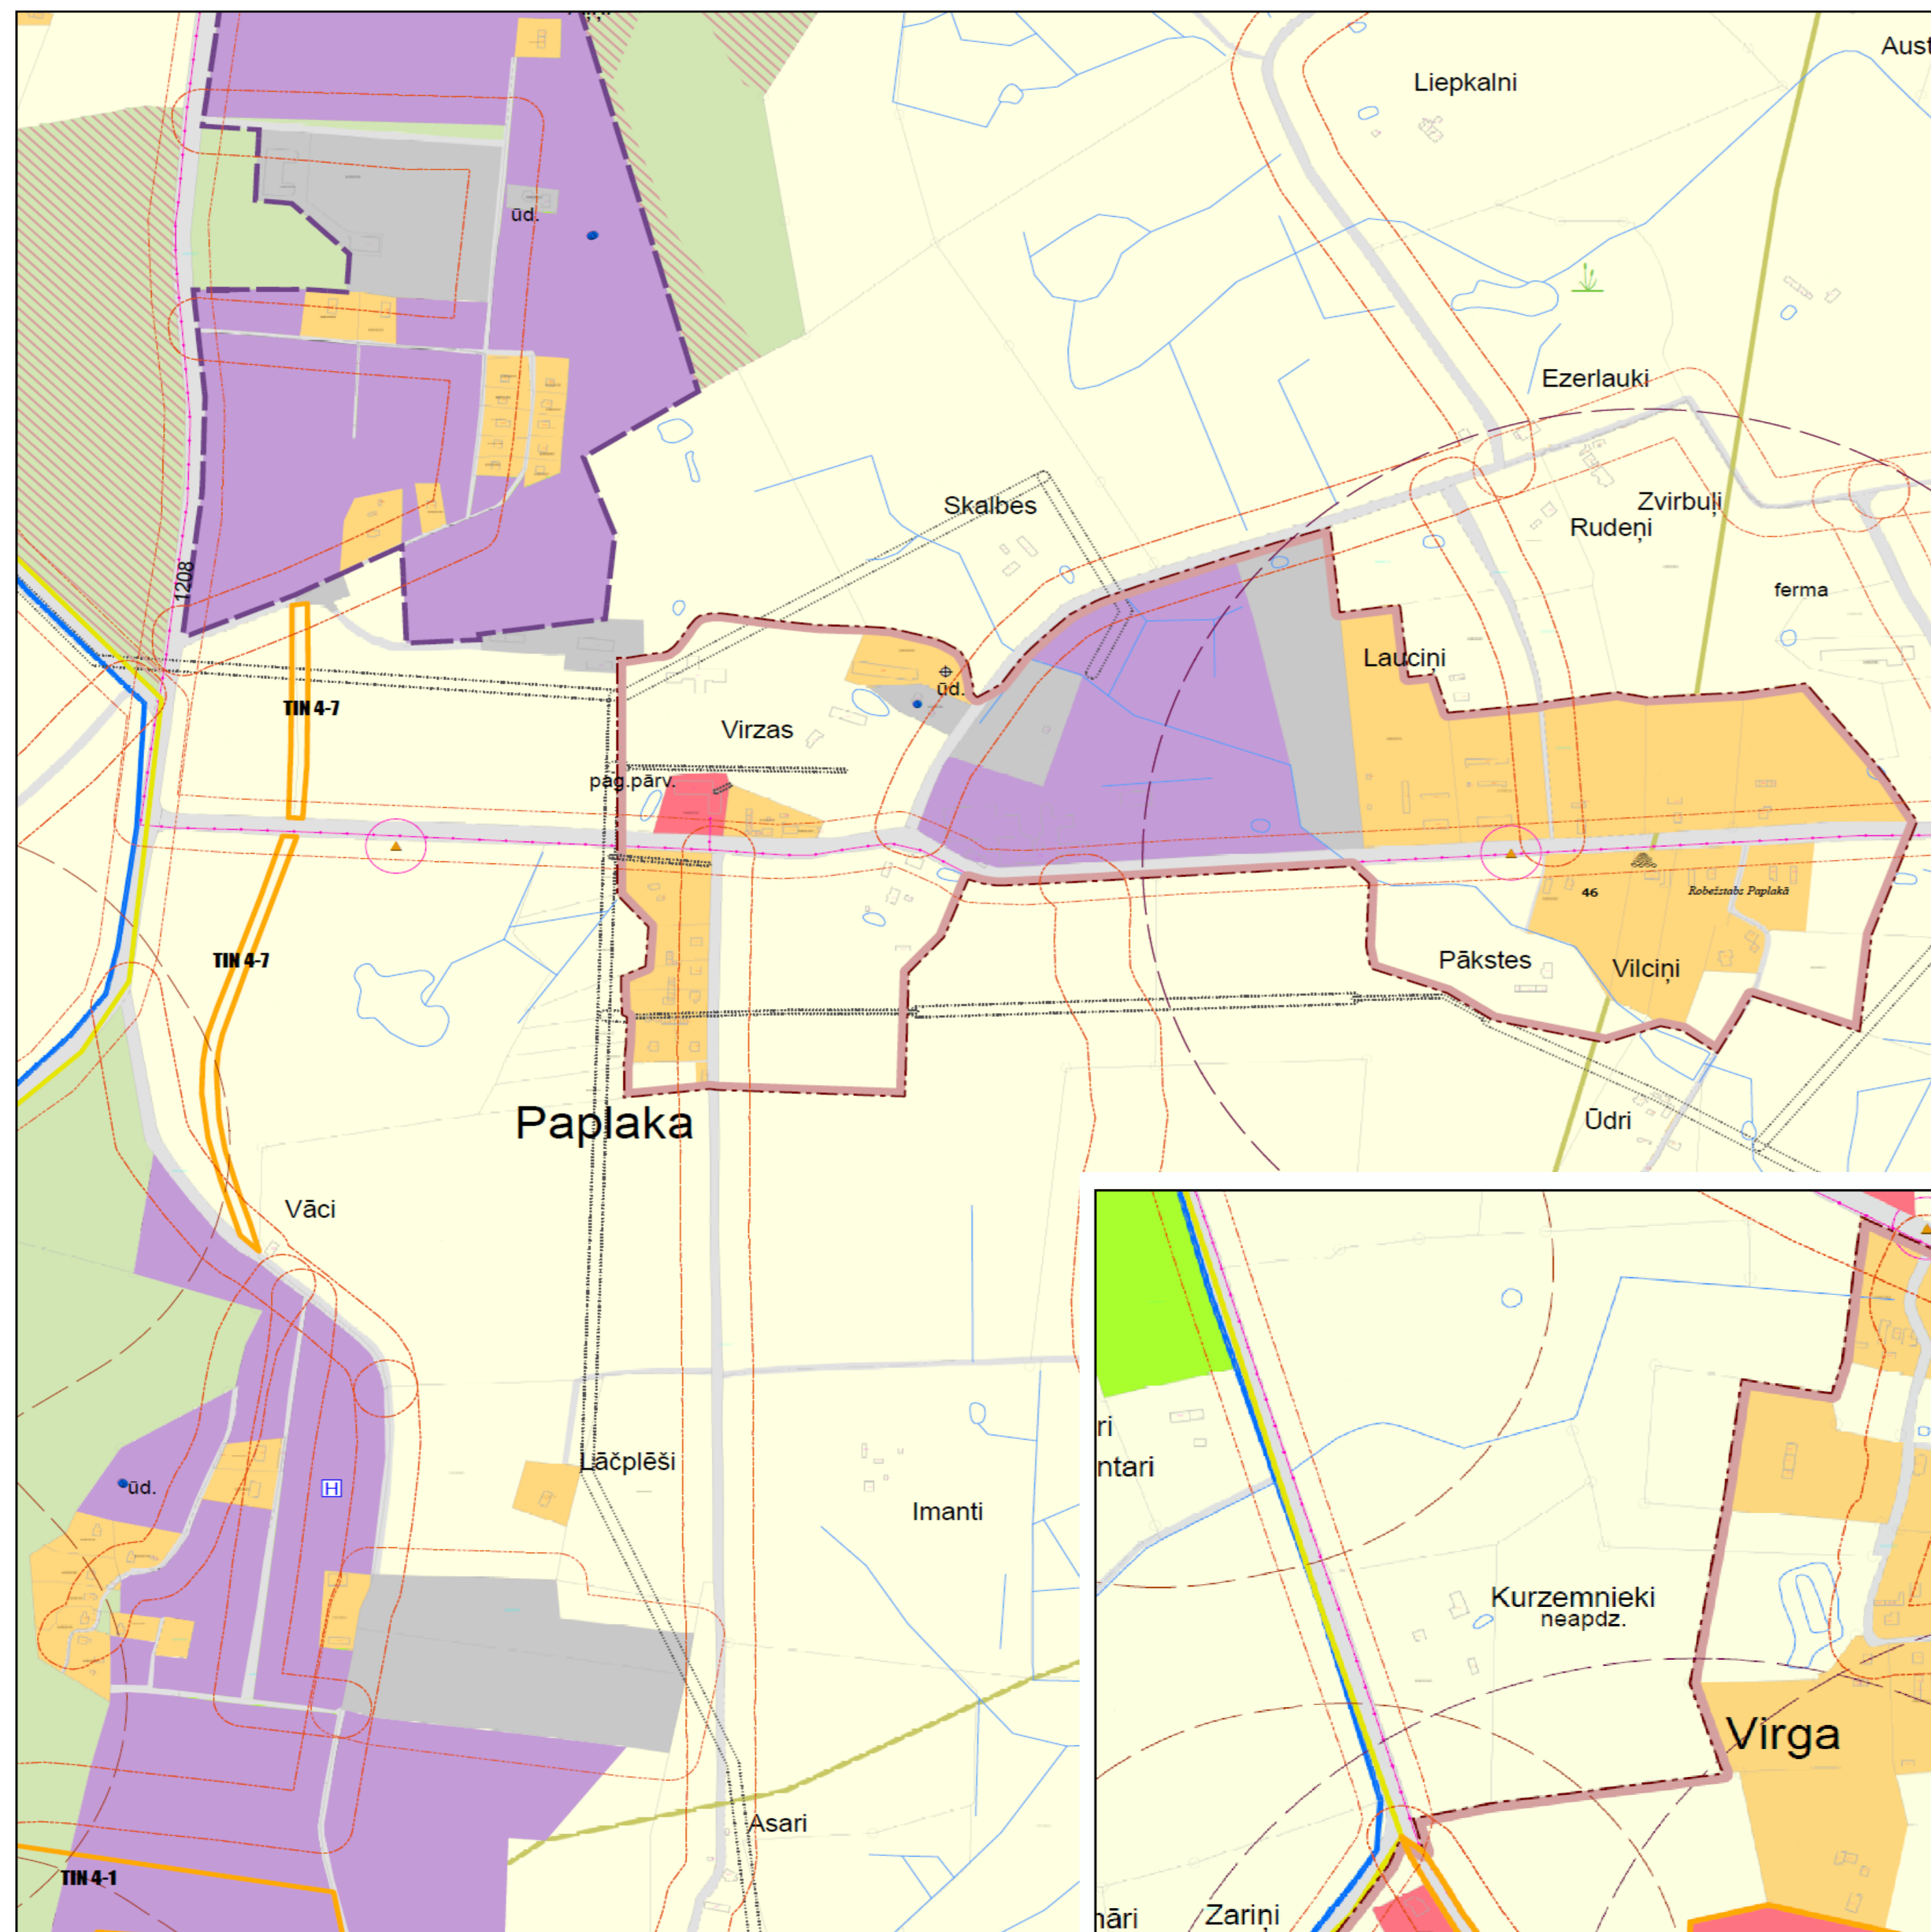 Aust
Liepkalni
ūd.
Ezerlauki
Skalbes
Zvirbuļi
Rudeņi
1208
ferma
Lauciņi
ūd.
TIN 4-7
Virzas
pag.pārv.
46
Robežstabs Paplakā
TIN 4-7
Pākstes
Vilciņi
Paplaka
Ūdri
Vāci
ri
Lāčplēši
ntari
H
ūd.
Imanti
Kurzemnieki
neapdz.
Virga
Asari
TIN 4-1
nāri
Zariņi